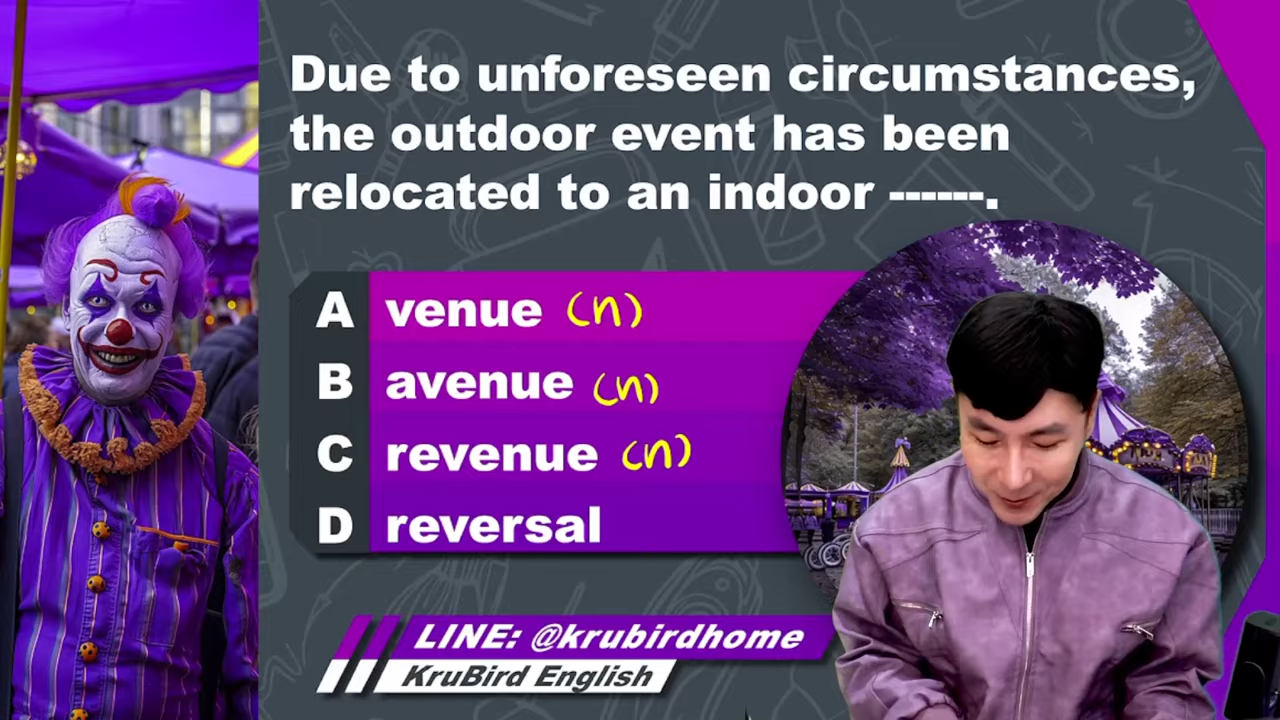 Due to unforeseen circumstances,
the outdoor event has been
relocated to an indoor ------.
A venue (n)
B avenue (n)
C revenue (n)
D reversal
LINE: @krubirdhome
KruBird English